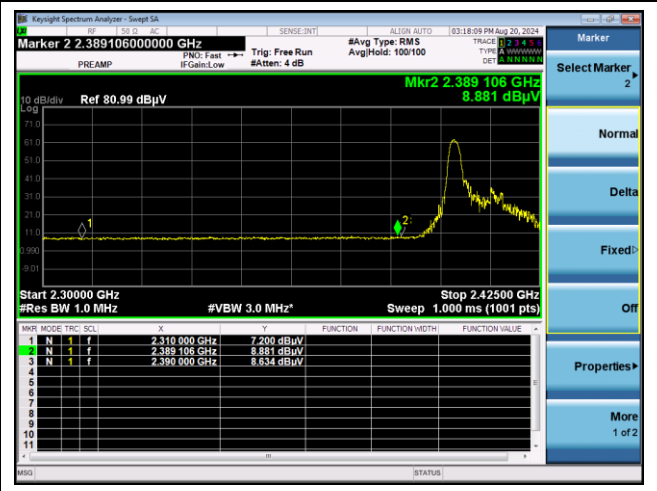 Keysight Spectrum Analyzer - Swept SA
RF 50 Ω AC SENSE:INT ALIGN AUTO 03:18:09 PM Aug 20, 2024
Marker 2 2.389106000000 GHz
PREAMP
PNO: Fast
IFGain:Low
Trig: Free Run
#Atten: 4 dB
#Avg Type: RMS
Avg|Hold: 100/100
TRACE 1 2 3 4 5 6
TYPE A WWWWW
DET A N N N N N
Marker
Mkr2 2.389 106 GHz
8.881 dBµV
10 dB/div Ref 80.99 dBµV
Log
71.0
61.0
51.0
41.0
31.0
21.0
11.0
0.990
-9.01
1
2
Start 2.30000 GHz Stop 2.42500 GHz
#Res BW 1.0 MHz #VBW 3.0 MHz* Sweep 1.000 ms (1001 pts)
MKR MODE TRC SCL X Y FUNCTION FUNCTION WIDTH FUNCTION VALUE
1 N 1 f 2.310 000 GHz 7.200 dBµV
2 N 1 f 2.389 106 GHz 8.881 dBµV
3 N 1 f 2.390 000 GHz 8.634 dBµV
4
5
6
7
8
9
10
11
MSG STATUS
Select Marker
2
Normal
Delta
Fixed
Off
Properties
More
1 of 2